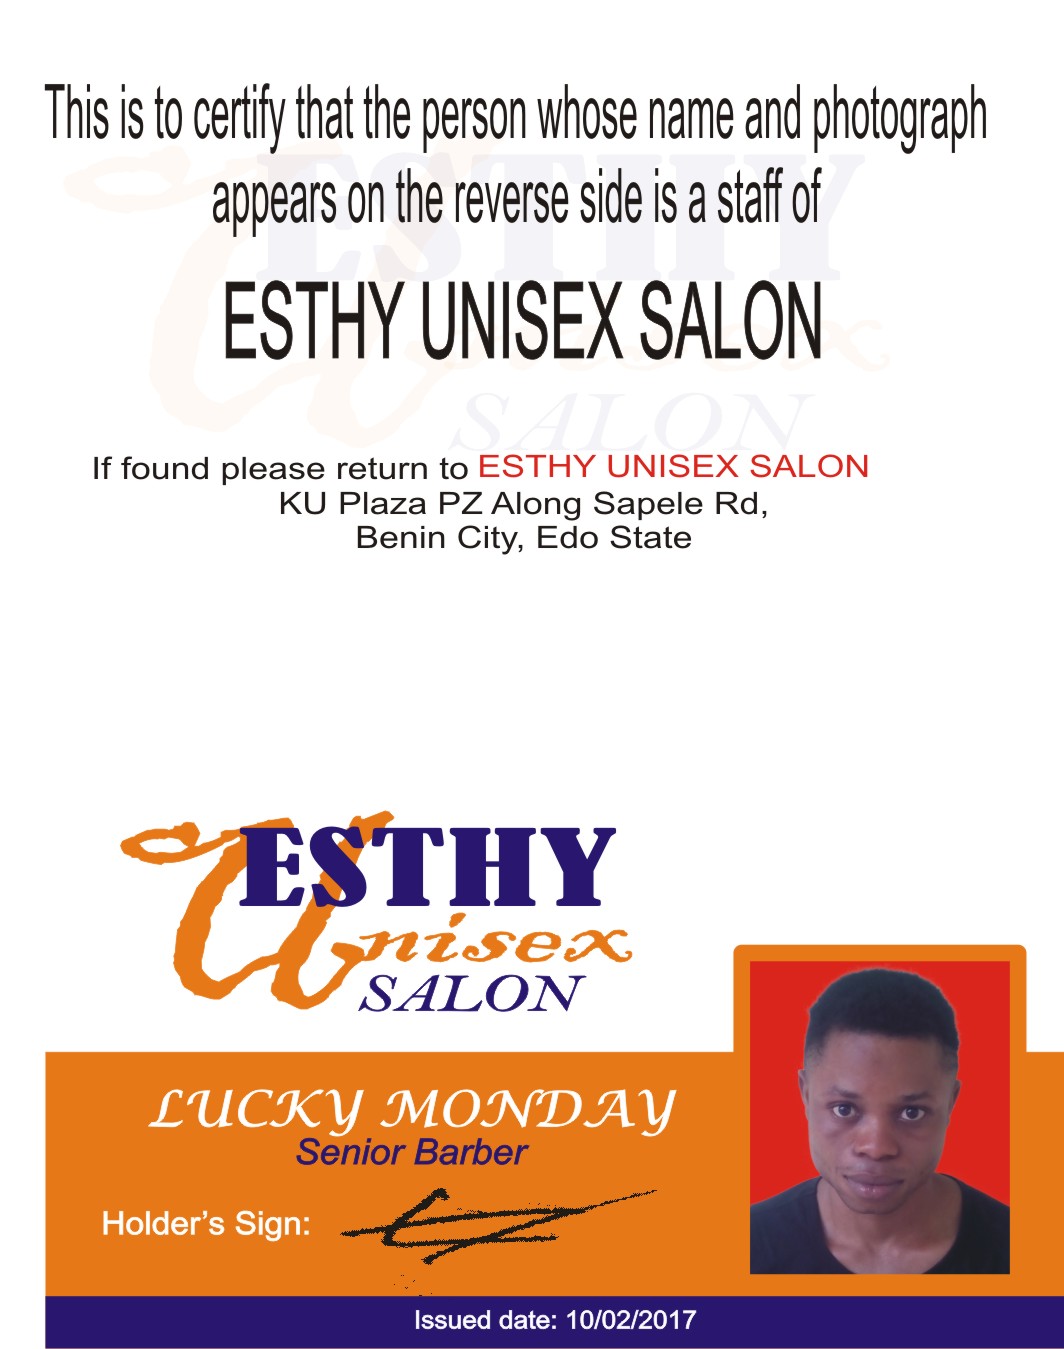 This is to certify that the person whose name and photograph
appears on the reverse side is a staff of
ESTHY UNISEX SALON
If found please return to ESTHY UNISEX SALON
KU Plaza PZ Along Sapele Rd,
Benin City, Edo State
ESTHY
Unisex
SALON
LUCKY MONDAY
Senior Barber
Holder's Sign:
Issued date: 10/02/2017